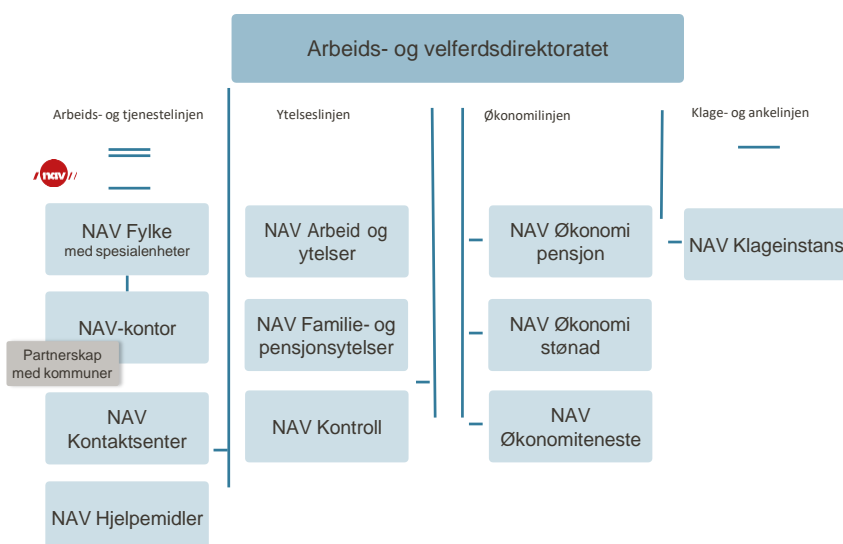 Arbeids- og velferdsdirektoratet
Arbeids- og tjenestelinjen
Ytelseslinjen
Økonomilinjen
Klage- og ankelinjen
nav
NAV Fylke
med spesialenheter
NAV-kontor
Partnerskap
med kommuner
NAV
Kontaktsenter
NAV Hjelpemidler
NAV Arbeid og
ytelser
NAV Familie- og
pensjonsytelser
NAV Kontroll
NAV Økonomi
pensjon
NAV Økonomi
stønad
NAV
Økonomiteneste
NAV Klageinstans